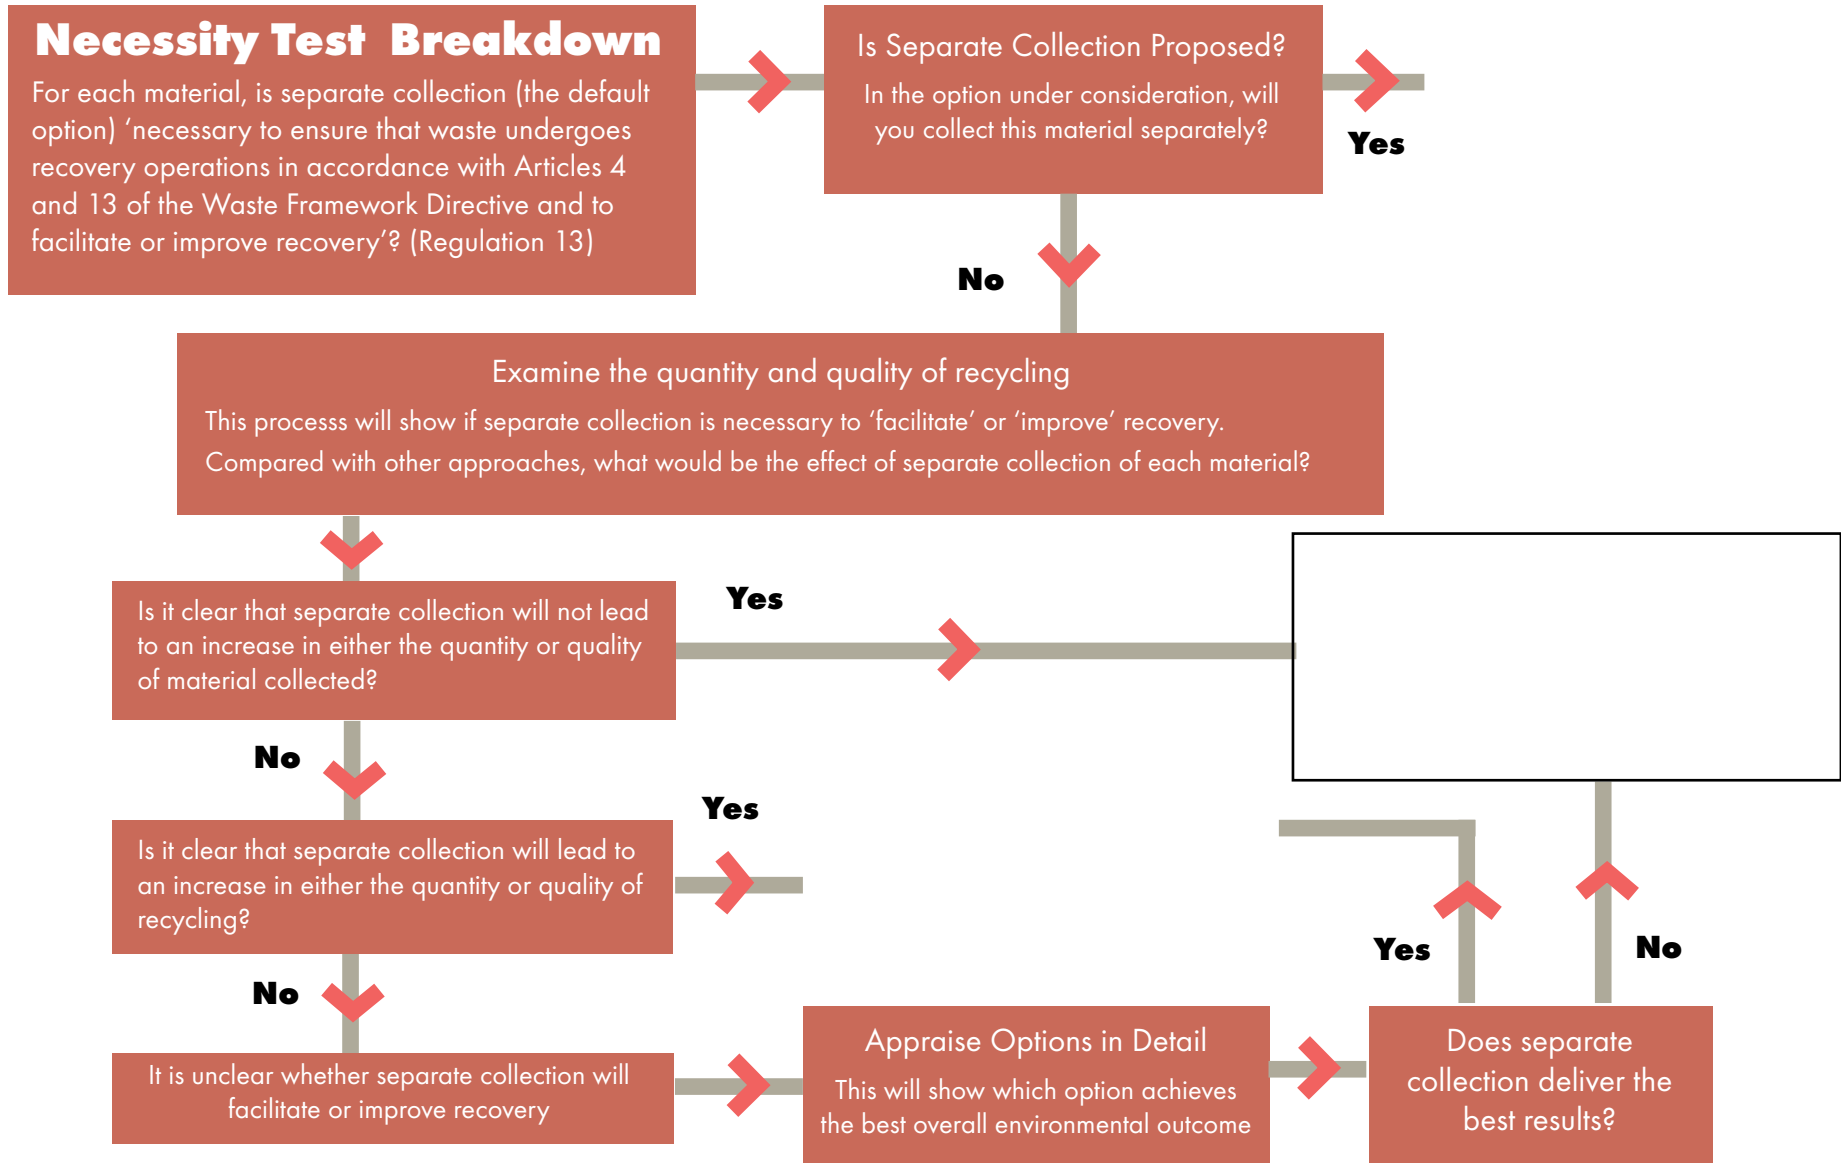 Necessity Test Breakdown
For each material, is separate collection (the default
option) ‘necessary to ensure that waste undergoes
recovery operations in accordance with Articles 4
and 13 of the Waste Framework Directive and to
facilitate or improve recovery’? (Regulation 13)
Is Separate Collection Proposed?
In the option under consideration, will
you collect this material separately?
Yes
No
Examine the quantity and quality of recycling
This processs will show if separate collection is necessary to ‘facilitate’ or ‘improve’ recovery.
Compared with other approaches, what would be the effect of separate collection of each material?
Is it clear that separate collection will not lead
to an increase in either the quantity or quality
of material collected?
Yes
No
Is it clear that separate collection will lead to
an increase in either the quantity or quality of
recycling?
Yes
No
It is unclear whether separate collection will
facilitate or improve recovery
Appraise Options in Detail
This will show which option achieves
the best overall environmental outcome
Does separate
collection deliver the
best results?
Yes
No